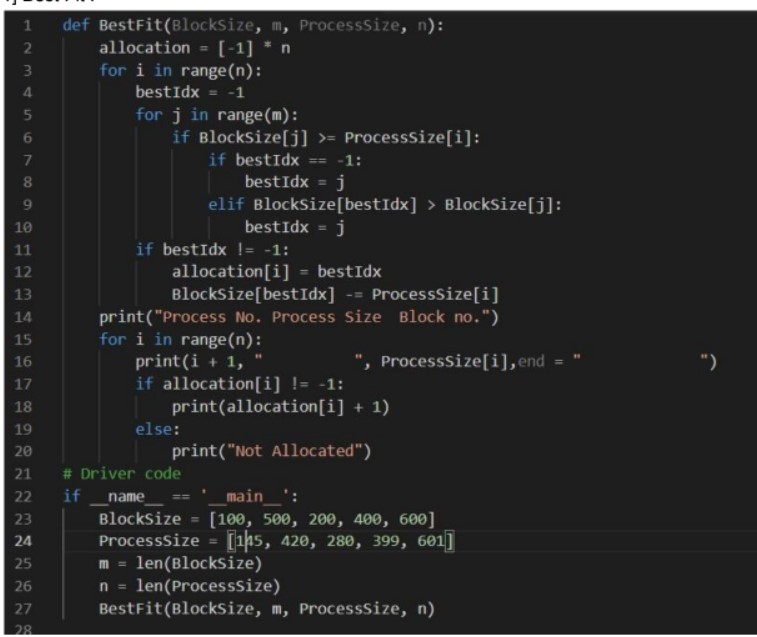 1 def BestFit(BlockSize, m, ProcessSize, n):
2     allocation = [-1] * n
3     for i in range(n):
4         bestIdx = -1
5         for j in range(m):
6             if BlockSize[j] >= ProcessSize[i]:
7                 if bestIdx == -1:
8                     bestIdx = j
9                 elif BlockSize[bestIdx] > BlockSize[j]:
10                     bestIdx = j
11         if bestIdx != -1:
12             allocation[i] = bestIdx
13             BlockSize[bestIdx] -= ProcessSize[i]
14     print("Process No. Process Size  Block no.")
15     for i in range(n):
16         print(i + 1, "            ", ProcessSize[i],end = "               ")
17         if allocation[i] != -1:
18             print(allocation[i] + 1)
19         else:
20             print("Not Allocated")
21 # Driver code
22 if __name__ == '__main__':
23     BlockSize = [100, 500, 200, 400, 600]
24     ProcessSize = [145, 420, 280, 399, 601]
25     m = len(BlockSize)
26     n = len(ProcessSize)
27     BestFit(BlockSize, m, ProcessSize, n)
28